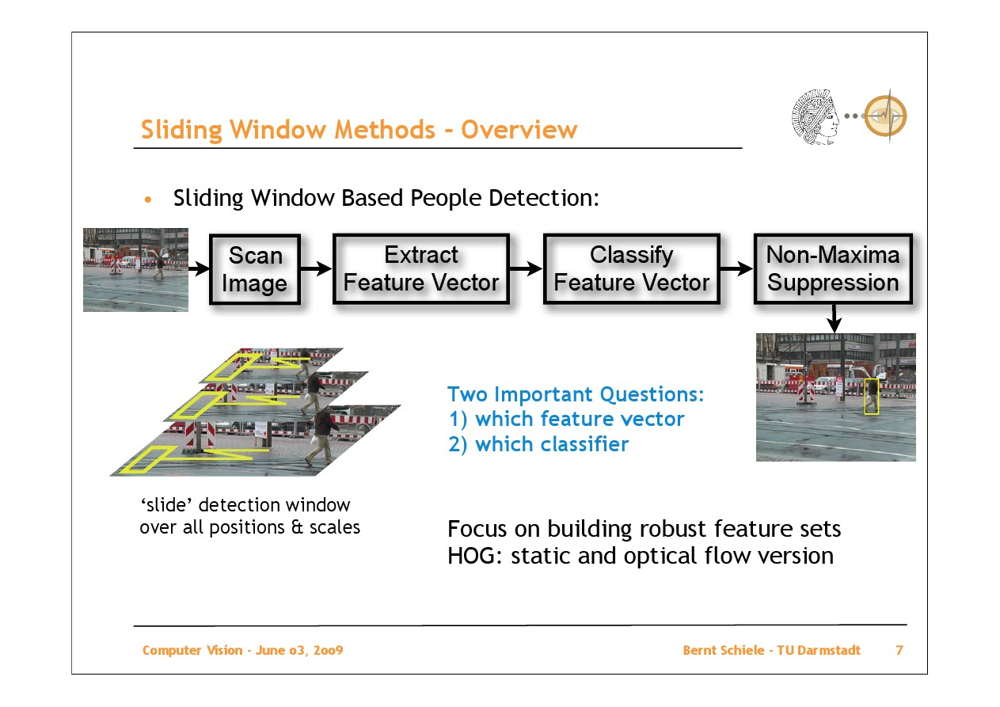 Sliding Window Methods - Overview
• Sliding Window Based People Detection:
Scan
Image
Extract
Feature Vector
Classify
Feature Vector
Non-Maxima
Suppression
Two Important Questions:
1) which feature vector
2) which classifier
‘slide’ detection window
over all positions & scales
Focus on building robust feature sets
HOG: static and optical flow version
Computer Vision - June 03, 2009
Bernt Schiele - TU Darmstadt
7